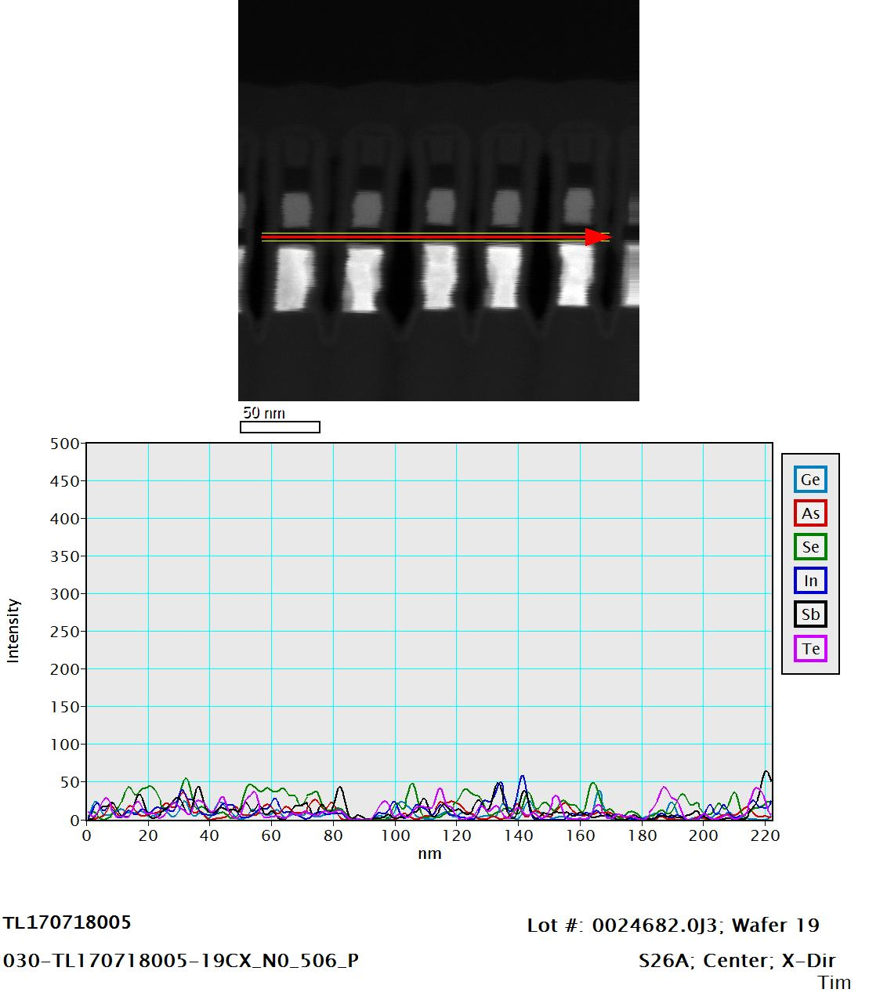 50 nm
500
450
400
350
300
250
200
150
100
50
0
Intensity
0 20 40 60 80 100 120 140 160 180 200 220
nm
Ge
As
Se
In
Sb
Te
TL170718005
Lot #: 0024682.0J3; Wafer 19
030-TL170718005-19CX_N0_506_P
S26A; Center; X-Dir
Tim